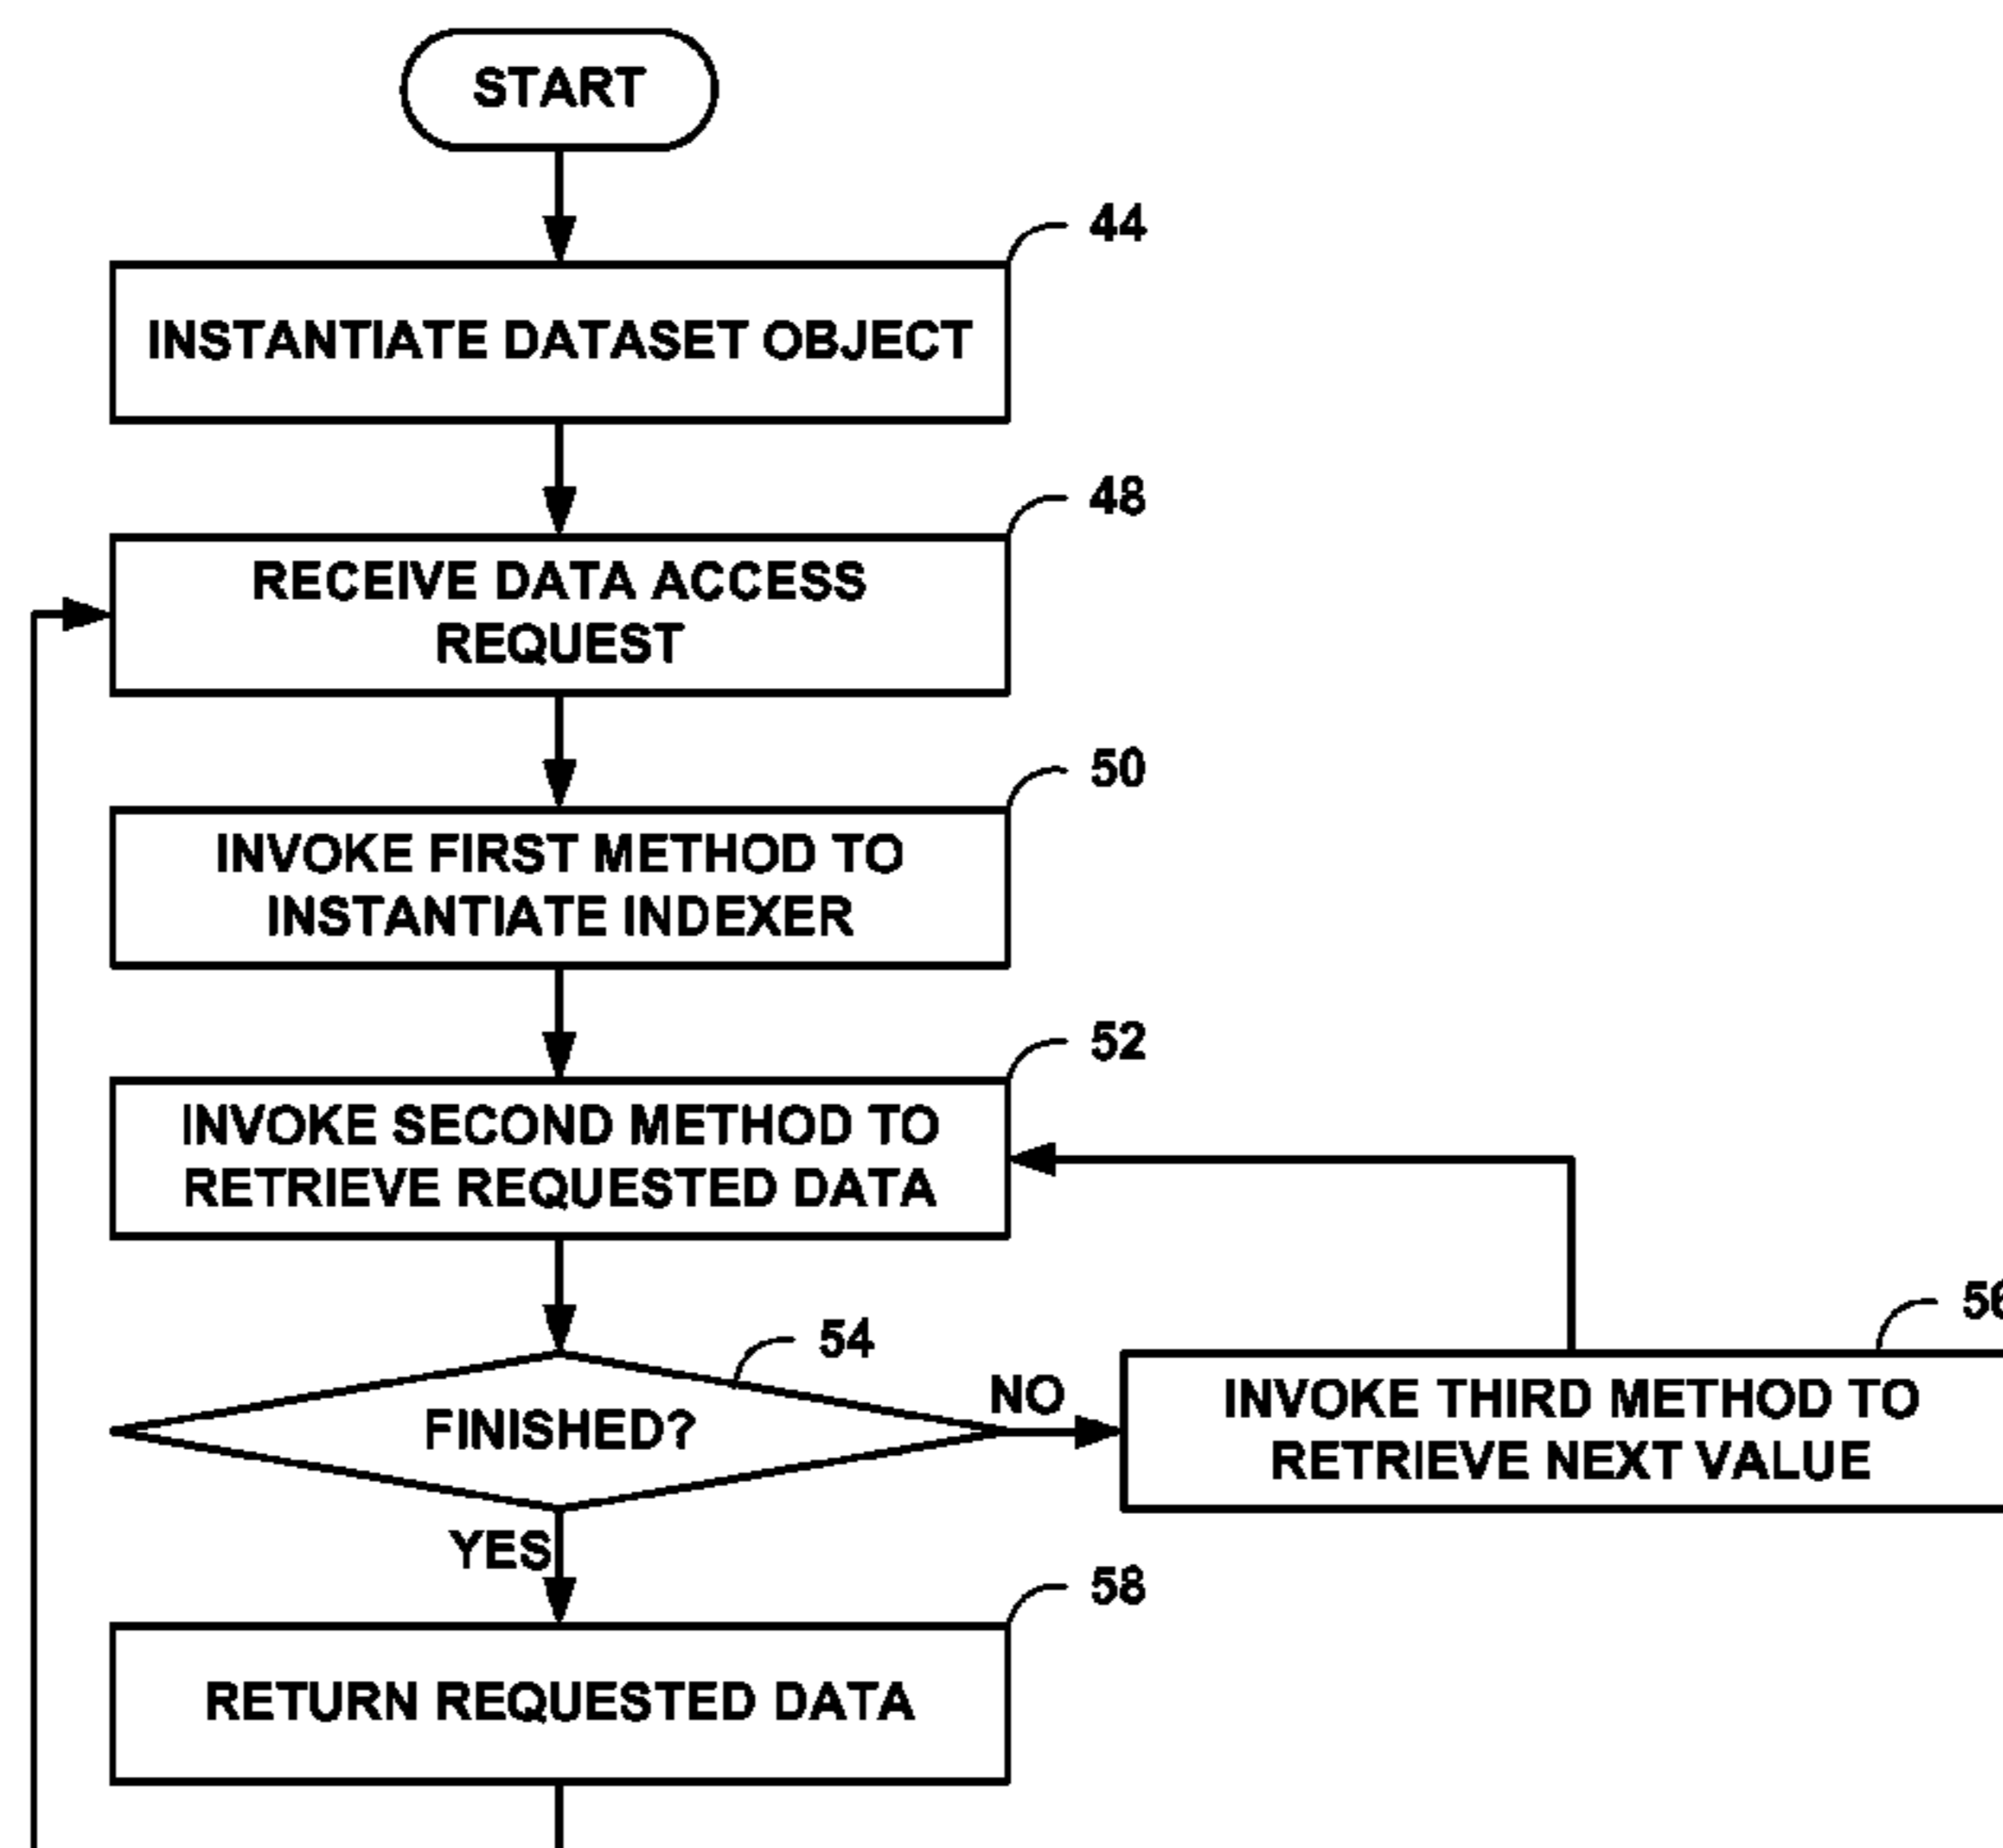 START
44
INSTANTIATE DATASET OBJECT
48
RECEIVE DATA ACCESS
REQUEST
50
INVOKE FIRST METHOD TO
INSTANTIATE INDEXER
52
INVOKE SECOND METHOD TO
RETRIEVE REQUESTED DATA
54
FINISHED?
NO
56
INVOKE THIRD METHOD TO
RETRIEVE NEXT VALUE
YES
58
RETURN REQUESTED DATA